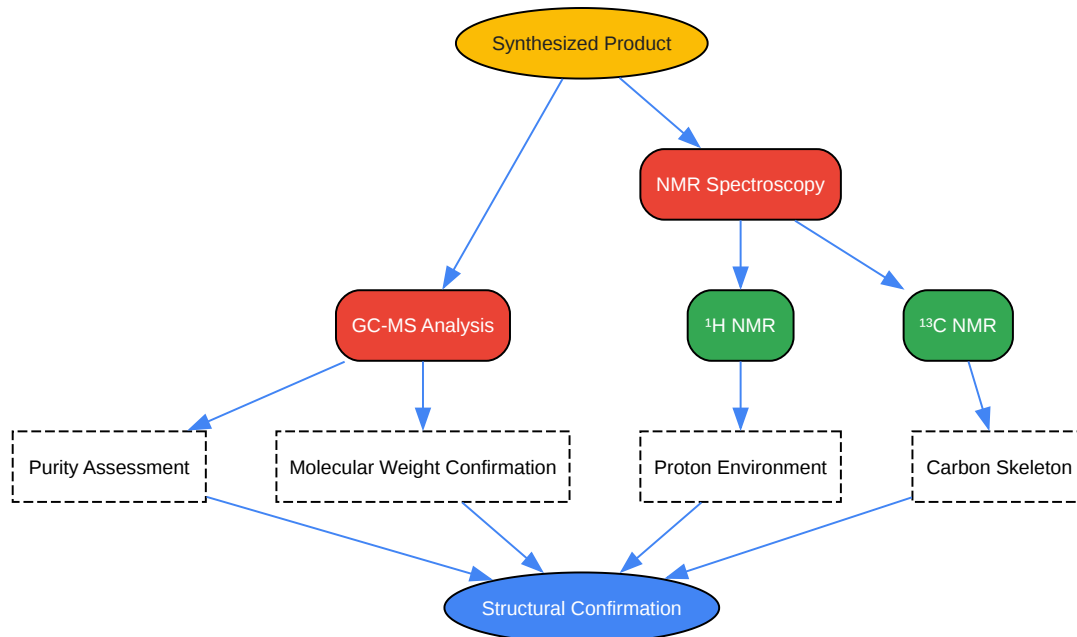 Synthesized Product
NMR Spectroscopy
GC-MS Analysis
¹H NMR
¹³C NMR
Purity Assessment
Molecular Weight Confirmation
Proton Environment
Carbon Skeleton
Structural Confirmation